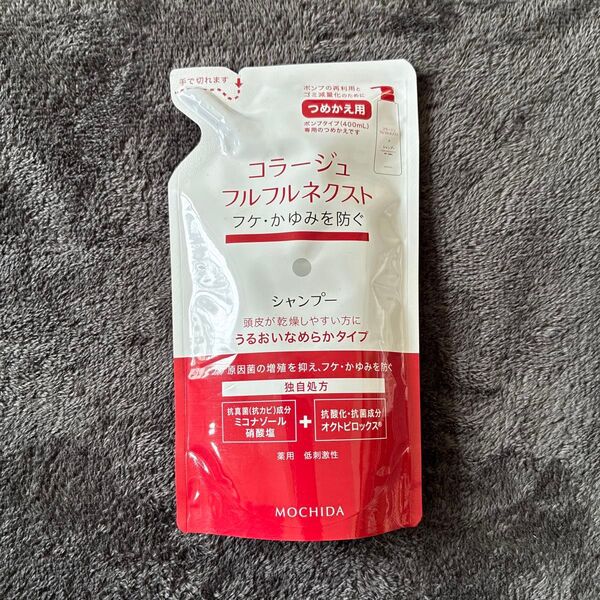 手で切れます
ポンプの再利用と
ゴミ減量化のために
つめかえ用
ポンプタイプ(400mL)
専用のつめかえです
コラージュ
フルフルネクスト
フケ・かゆみを防ぐ
シャンプー
頭皮が乾燥しやすい方に
うるおいなめらかタイプ
原因菌の増殖を抑え、フケ・かゆみを防ぐ
独自処方
抗真菌(抗カビ)成分
ミコナゾール
硝酸塩
+
抗酸化・抗菌成分
オクトピロックス®
薬用 低刺激性
MOCHIDA